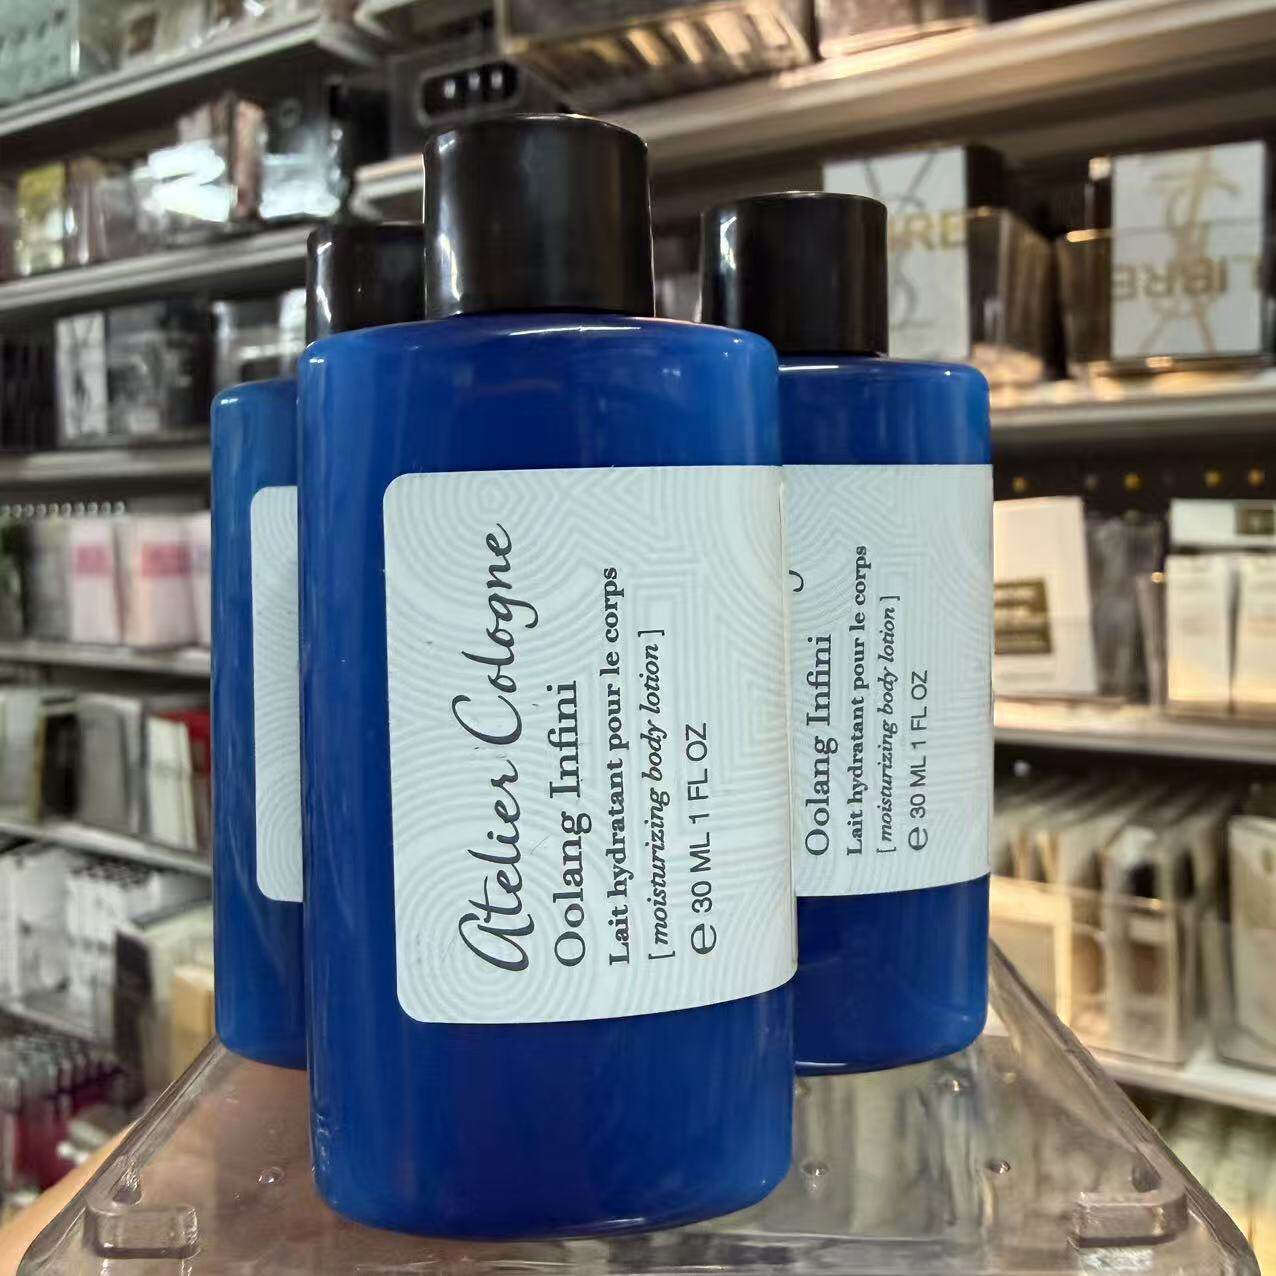 Atelier Cologne
Oolang Infini
Lait hydratant pour le corps
[ moisturizing body lotion ]
e 30 ML 1 FL OZ
Oolang Infini
Lait hydratant pour le corps
[ moisturizing body lotion ]
e 30 ML 1 FL OZ
LIBRE